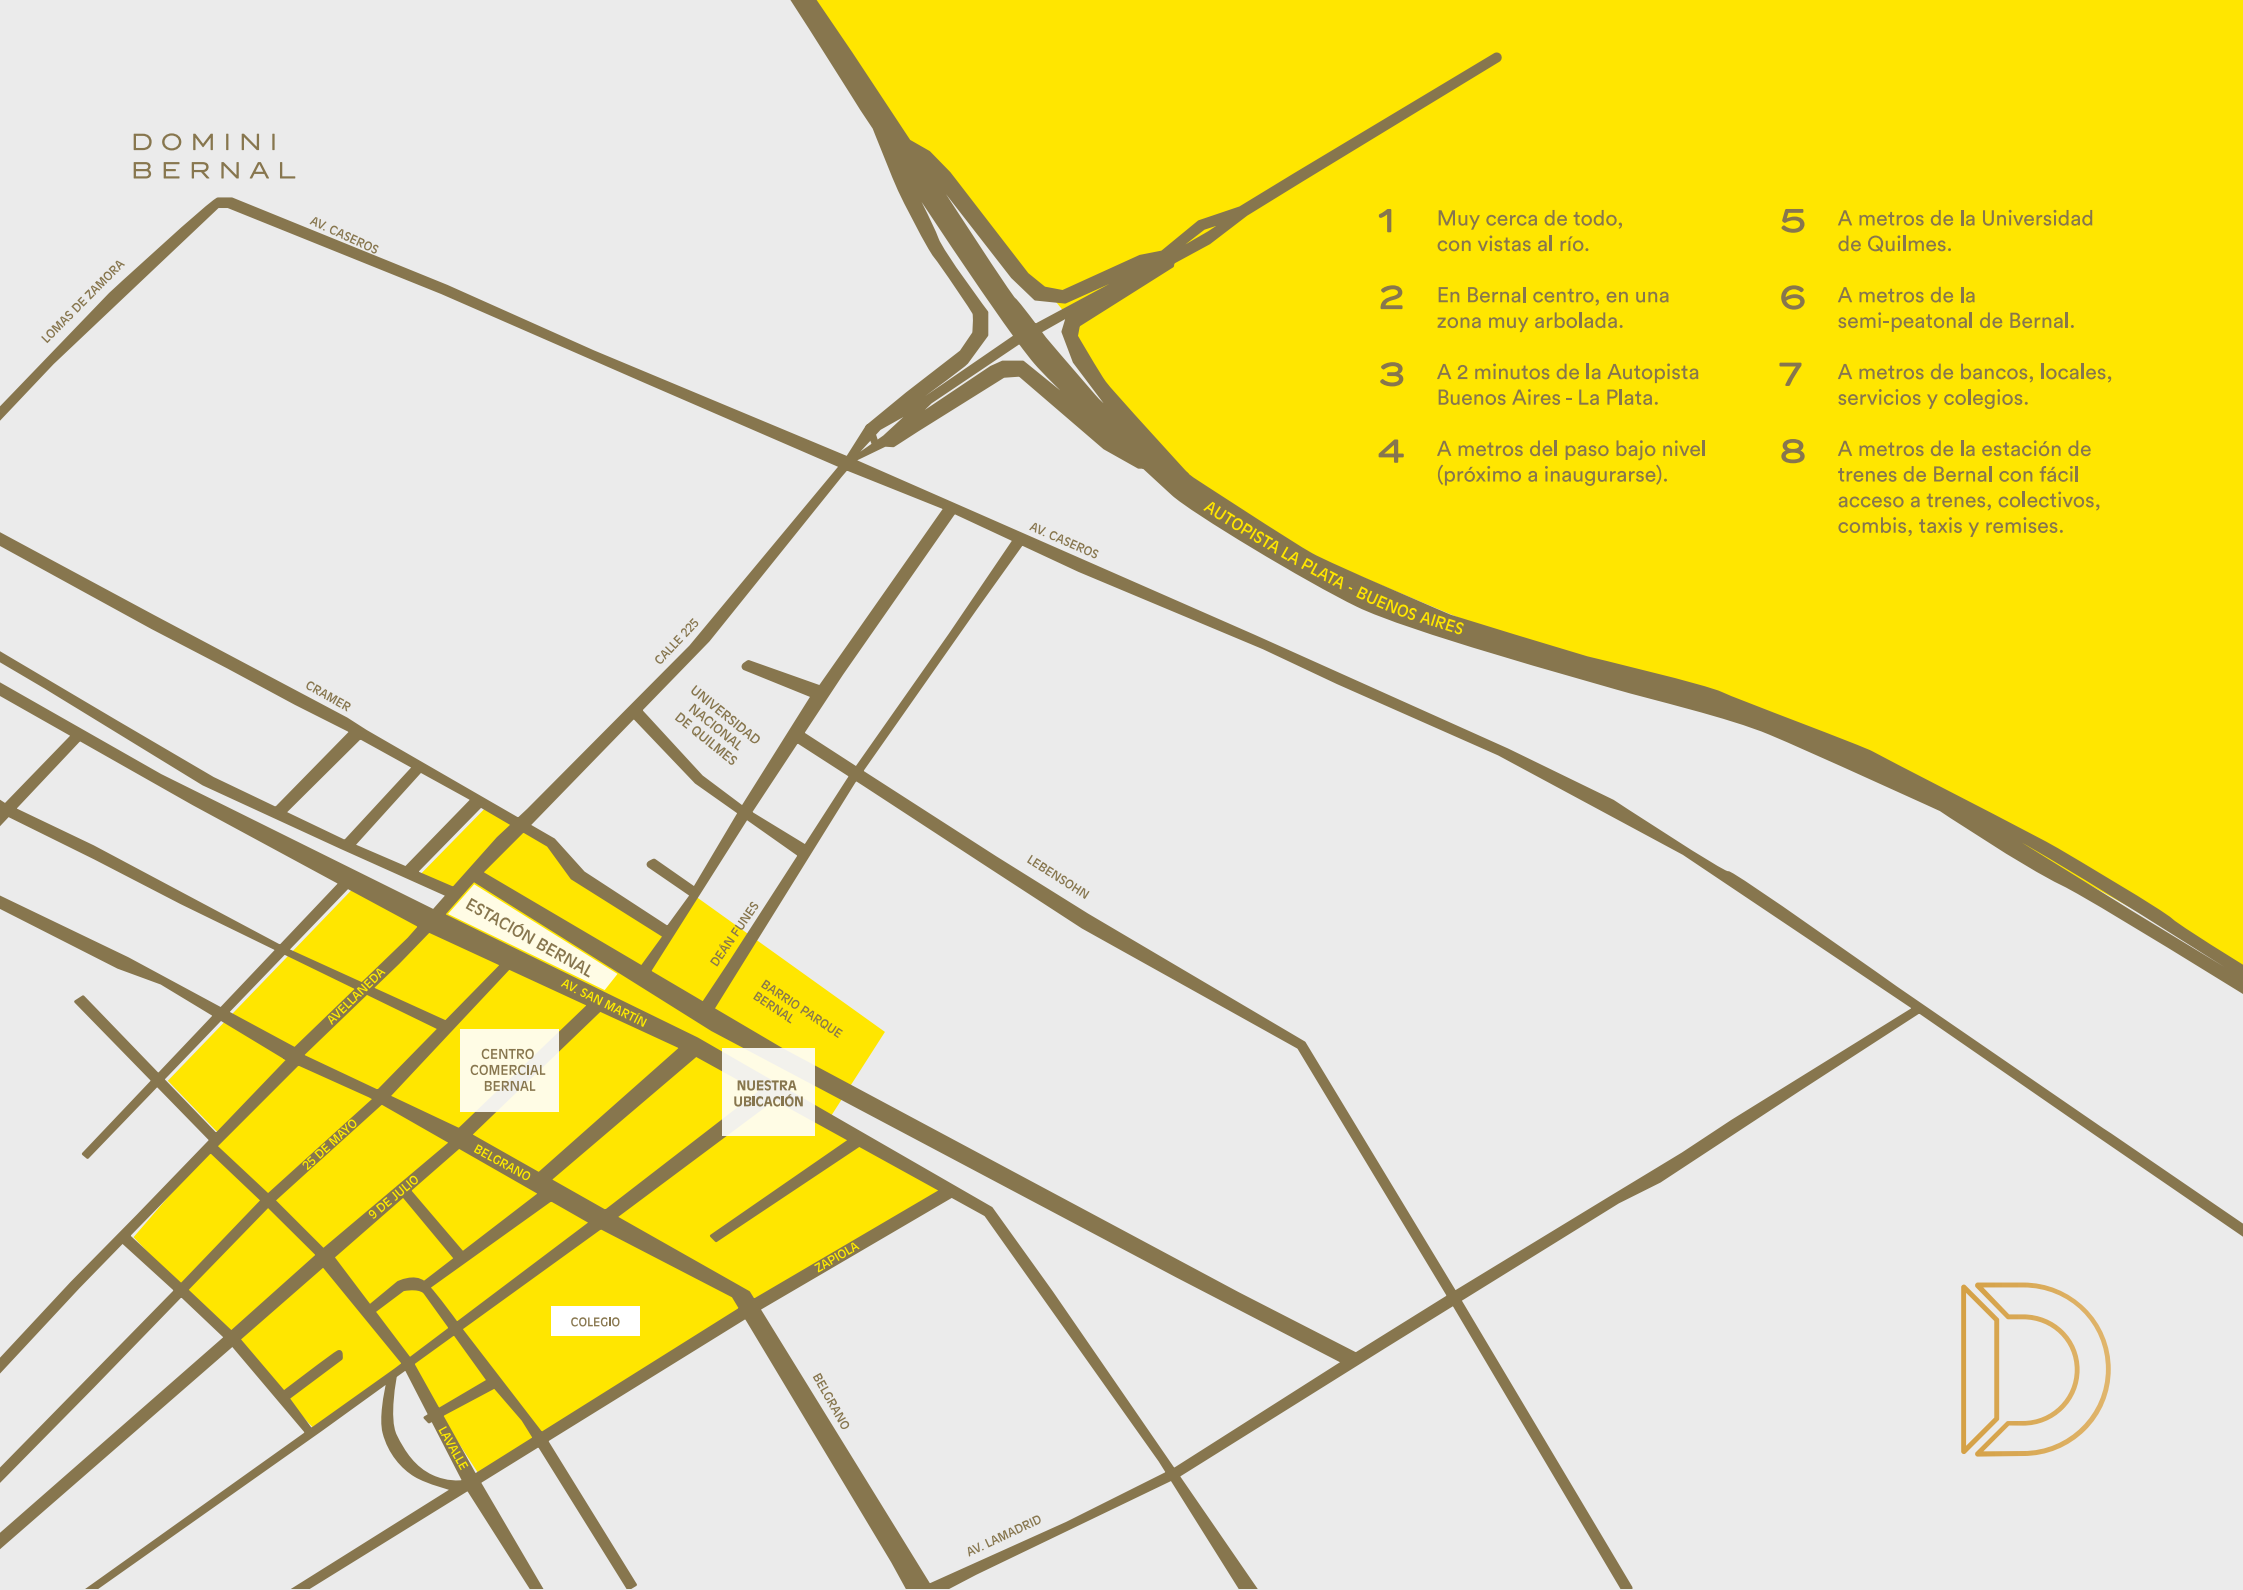 DOMINI
BERNAL
LOMAS DE ZAMORA
AV. CASEROS
1
Muy cerca de todo,
con vistas al río.
2
En Bernal centro, en una
zona muy arbolada.
3
A 2 minutos de la Autopista
Buenos Aires - La Plata.
4
A metros del paso bajo nivel
(próximo a inaugurarse).
5
A metros de la Universidad
de Quilmes.
6
A metros de la
semi-peatonal de Bernal.
7
A metros de bancos, locales,
servicios y colegios.
8
A metros de la estación de
trenes de Bernal con fácil
acceso a trenes, colectivos,
combis, taxis y remises.
AUTOPISTA LA PLATA - BUENOS AIRES
AV. CASEROS
CALLE 225
CRAMER
UNIVERSIDAD
NACIONAL
DE QUILMES
LEBENSOHN
DEÁN FUNES
ESTACIÓN BERNAL
AV. SAN MARTÍN
BARRIO PARQUE
BERNAL
AVELLANEDA
CENTRO
COMERCIAL
BERNAL
NUESTRA
UBICACIÓN
25 DE MAYO
BELGRANO
9 DE JULIO
ZAPIOLA
COLEGIO
BELGRANO
LAVALLE
AV. LAMADRID